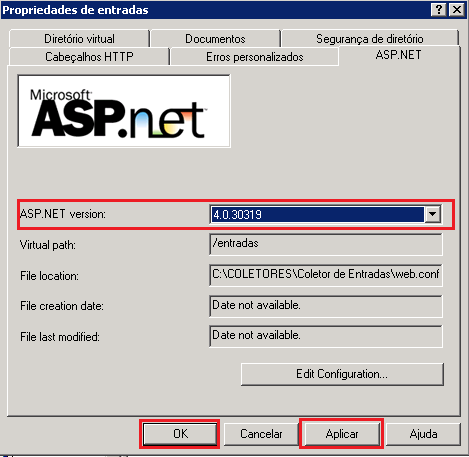 Propriedades de entradas
Diretório virtual
Documentos
Segurança de diretório
Cabeçalhos HTTP
Erros personalizados
ASP.NET
Microsoft
ASP.net
ASP.NET version:
4.0.30319
Virtual path:
/entradas
File location:
C:\COLETORES\Coletor de Entradas\web.conf
File creation date:
Date not available.
File last modified:
Date not available.
Edit Configuration...
OK
Cancelar
Aplicar
Ajuda